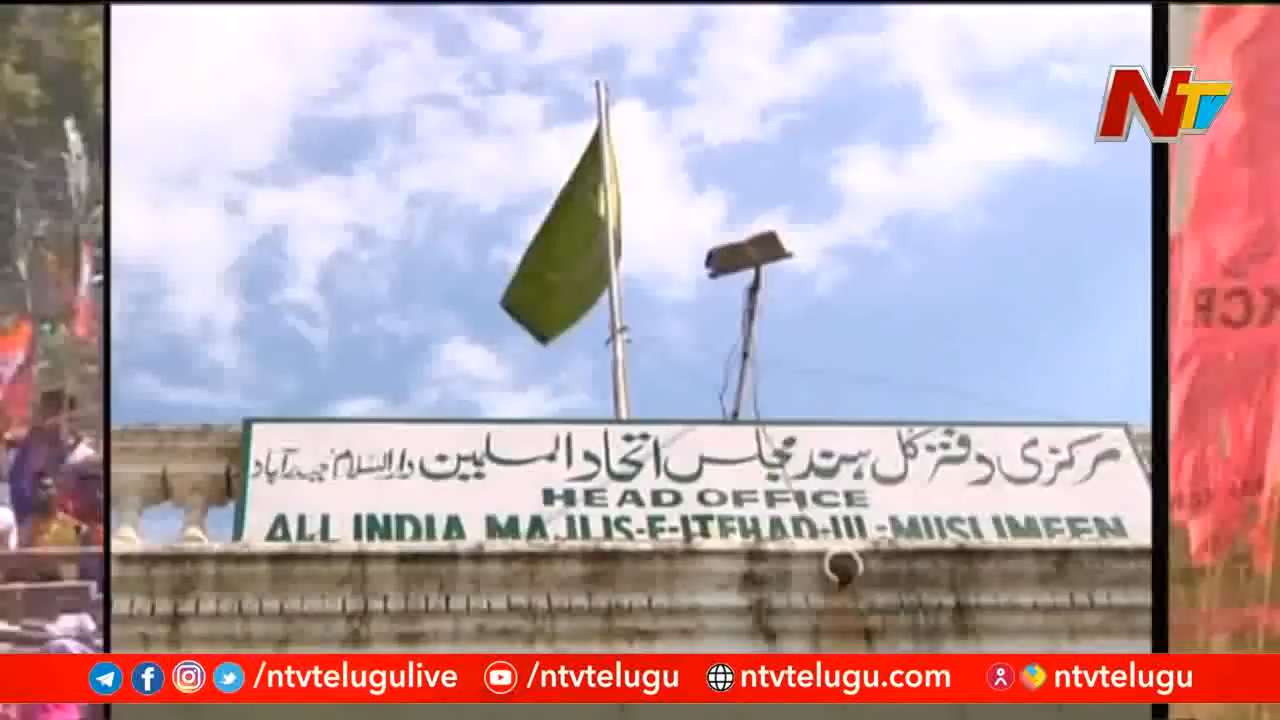 NTV
KCR
مرکزی دفتر کل ہند مجلس اتحاد المسلمین دارالسلام حیدرآباد
HEAD OFFICE
ALL INDIA MAJLIS-E-ITEHAD-UL-MUSLIMEEN
/ntvtelugulive /ntvtelugu ntvtelugu.com ntvtelugu